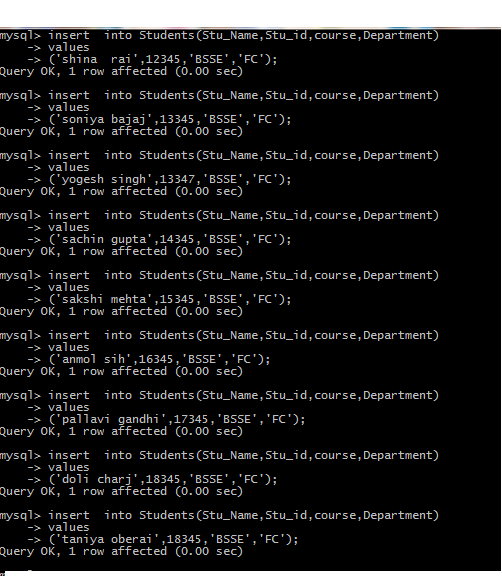 mysql> insert  into Students(Stu_Name,Stu_id,course,Department)
    -> values
    -> ('shina  rai',12345,'BSSE','FC');
Query OK, 1 row affected (0.00 sec)
mysql> insert  into Students(Stu_Name,Stu_id,course,Department)
    -> values
    -> ('soniya bajaj',13345,'BSSE','FC');
Query OK, 1 row affected (0.00 sec)
mysql> insert  into Students(Stu_Name,Stu_id,course,Department)
    -> values
    -> ('yogesh singh',13347,'BSSE','FC');
Query OK, 1 row affected (0.00 sec)
mysql> insert  into Students(Stu_Name,Stu_id,course,Department)
    -> values
    -> ('sachin gupta',14345,'BSSE','FC');
Query OK, 1 row affected (0.00 sec)
mysql> insert  into Students(Stu_Name,Stu_id,course,Department)
    -> values
    -> ('sakshi mehta',15345,'BSSE','FC');
Query OK, 1 row affected (0.00 sec)
mysql> insert  into Students(Stu_Name,Stu_id,course,Department)
    -> values
    -> ('anmol sih',16345,'BSSE','FC');
Query OK, 1 row affected (0.00 sec)
mysql> insert  into Students(Stu_Name,Stu_id,course,Department)
    -> values
    -> ('pallavi gandhi',17345,'BSSE','FC');
Query OK, 1 row affected (0.00 sec)
mysql> insert  into Students(Stu_Name,Stu_id,course,Department)
    -> values
    -> ('doli charj',18345,'BSSE','FC');
Query OK, 1 row affected (0.00 sec)
mysql> insert  into Students(Stu_Name,Stu_id,course,Department)
    -> values
    -> ('taniya oberai',18345,'BSSE','FC');
Query OK, 1 row affected (0.00 sec)